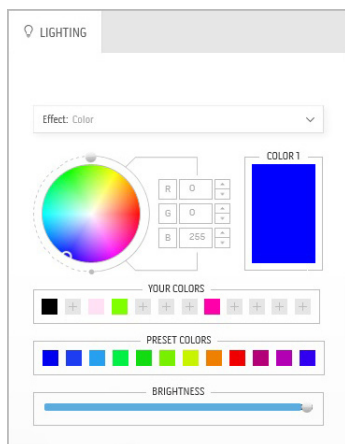 LIGHTING
Effect: Color
COLOR 1
R 0
G 0
B 255
YOUR COLORS
+ + + + + + + +
PRESET COLORS
BRIGHTNESS